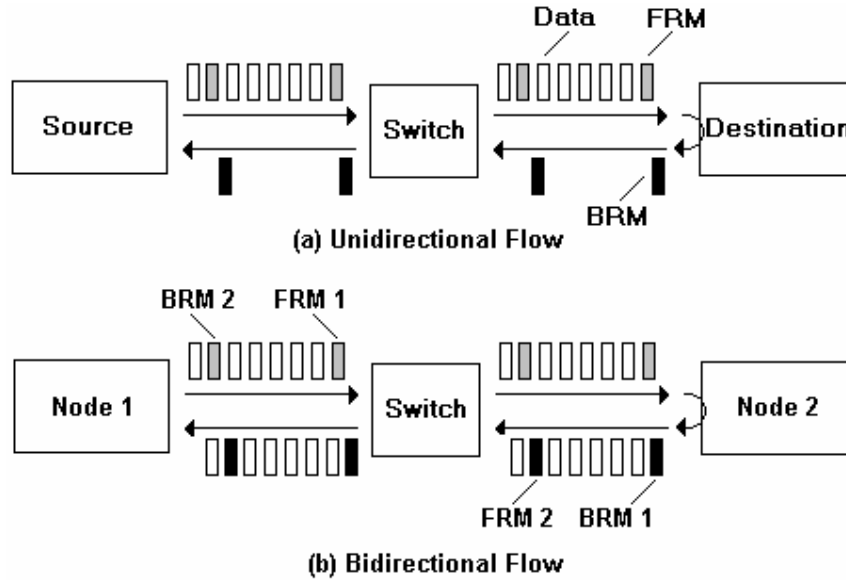 Data FRM
Source Switch Destination
BRM
(a) Unidirectional Flow
BRM 2 FRM 1
Node 1 Switch Node 2
FRM 2 BRM 1
(b) Bidirectional Flow